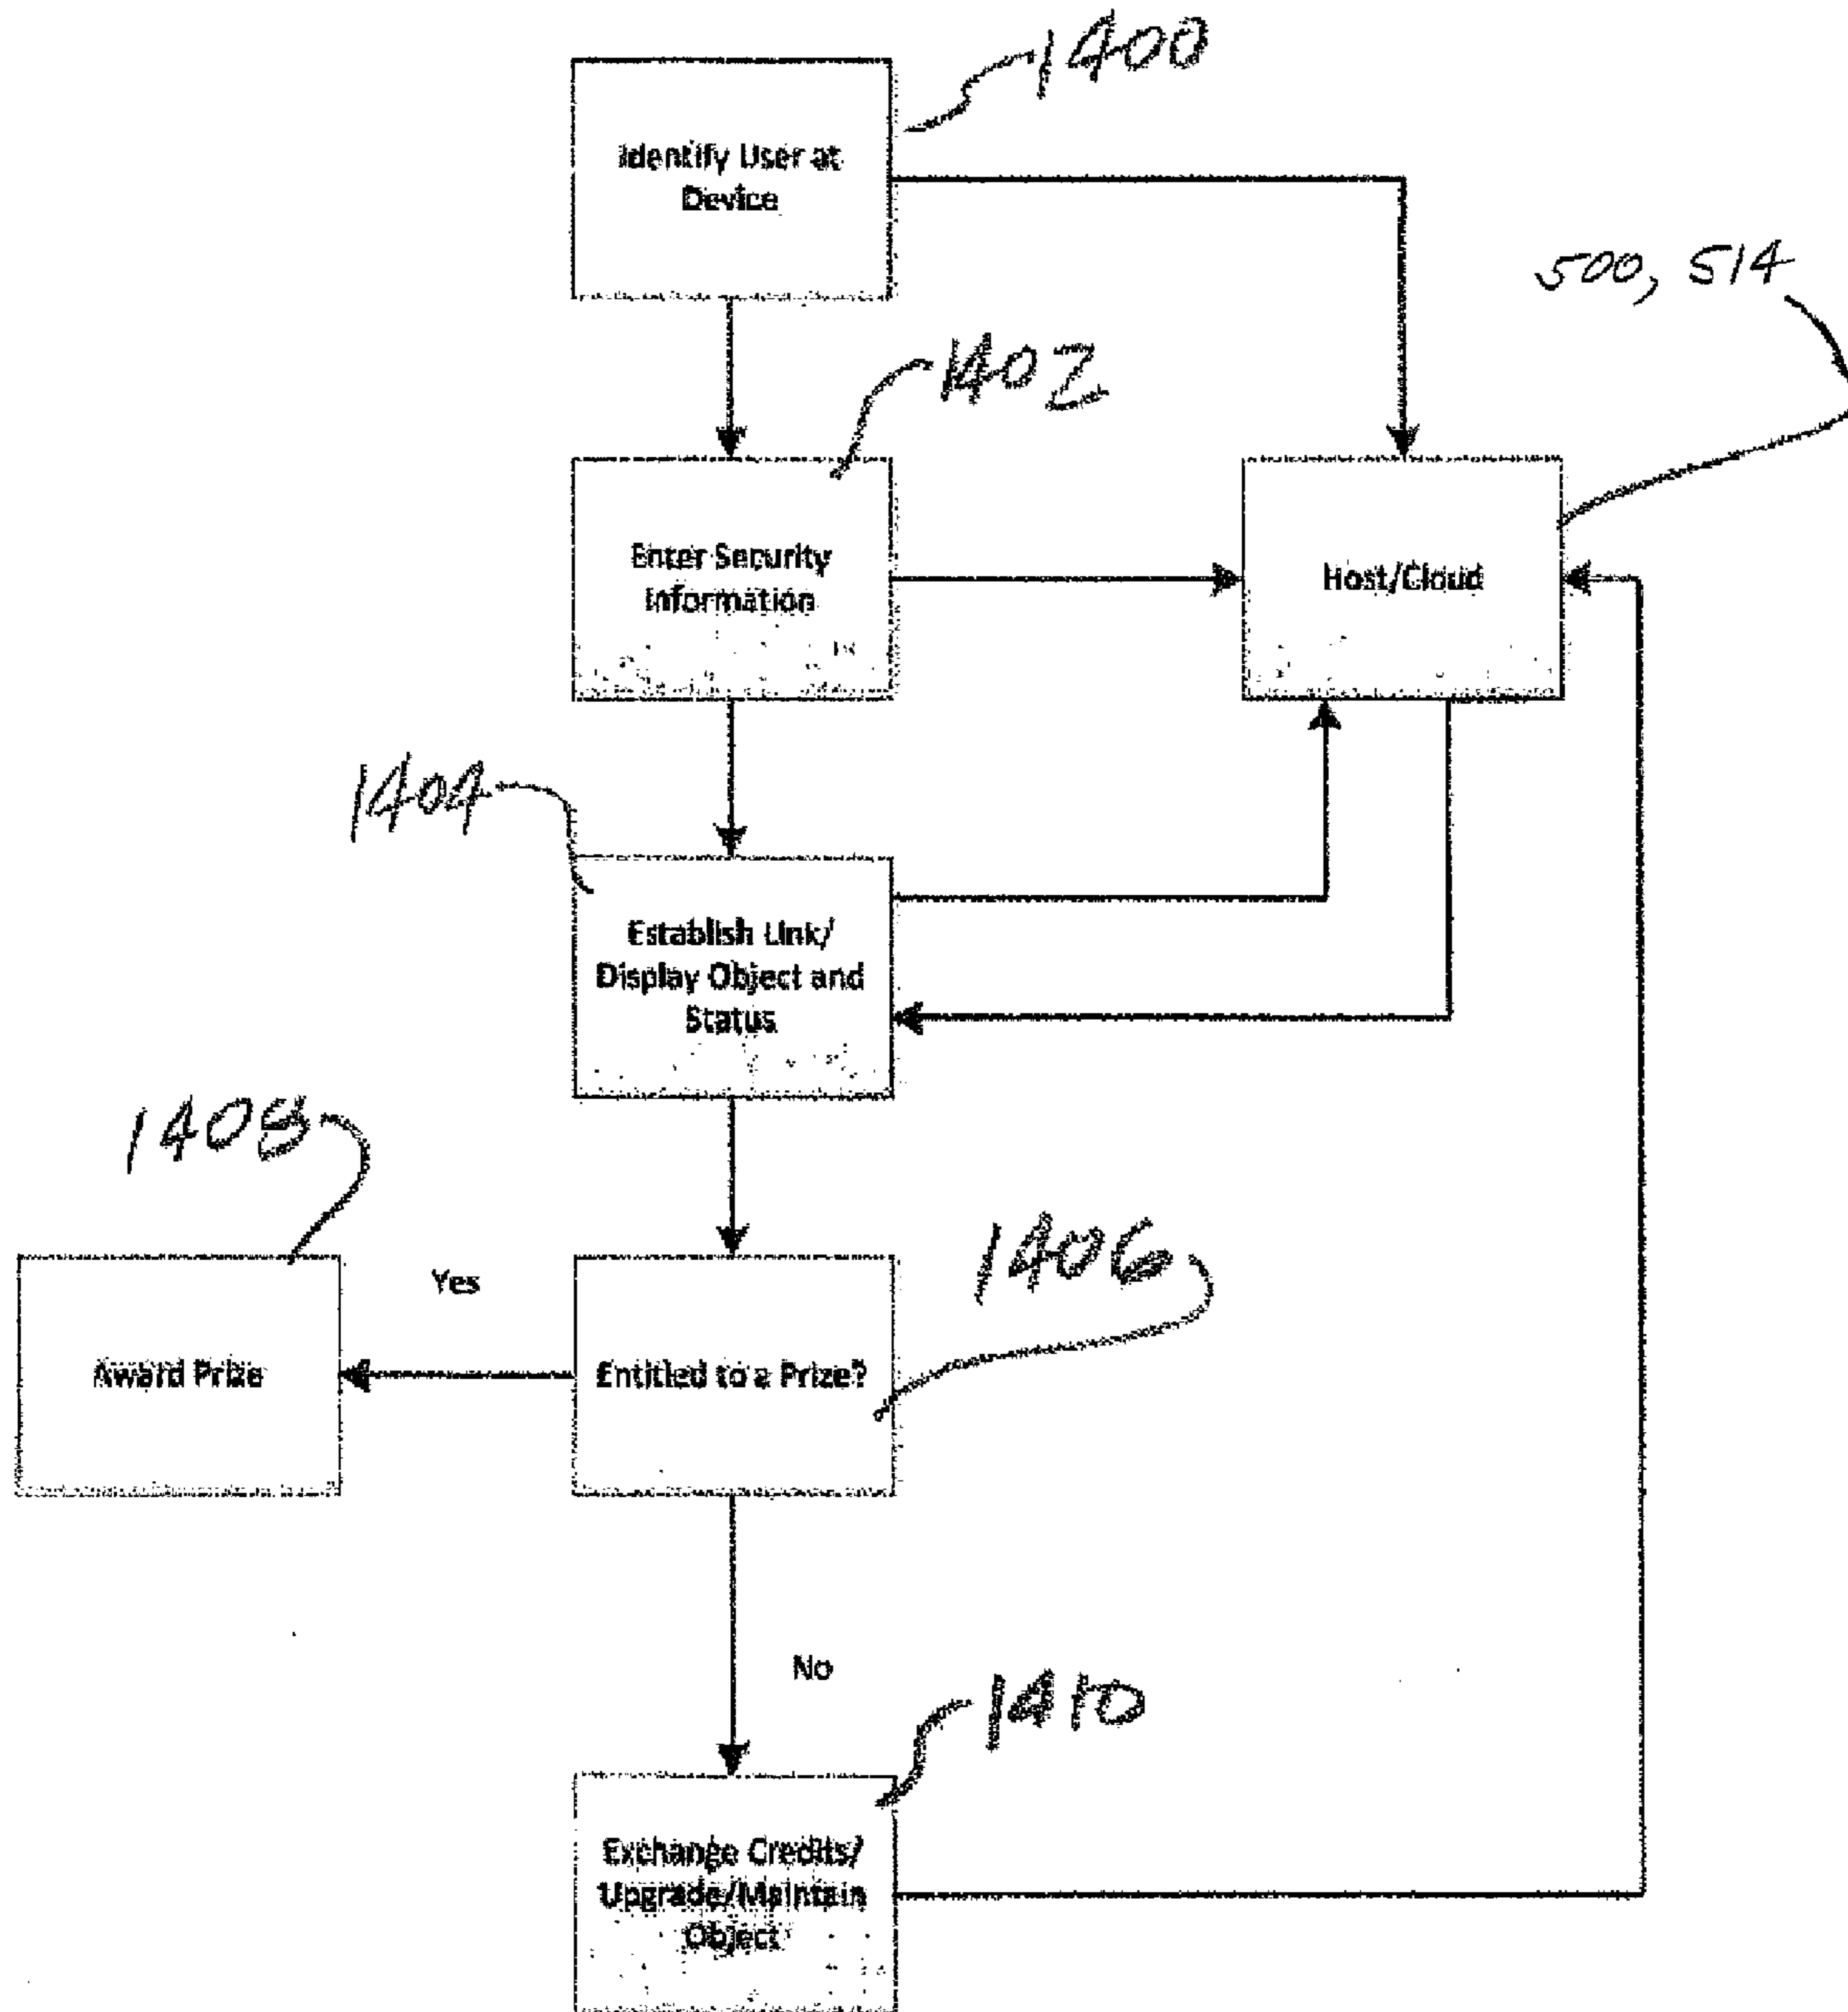 1400
Identify User at
Device
500, 514
1402
Enter Security
Information
Host/Cloud
1404
Establish Link/
Display Object and
Status
1408
Yes
1406
Award Prize
Entitled to a Prize?
No
1410
Exchange Credits/
Upgrade/Maintain
Object